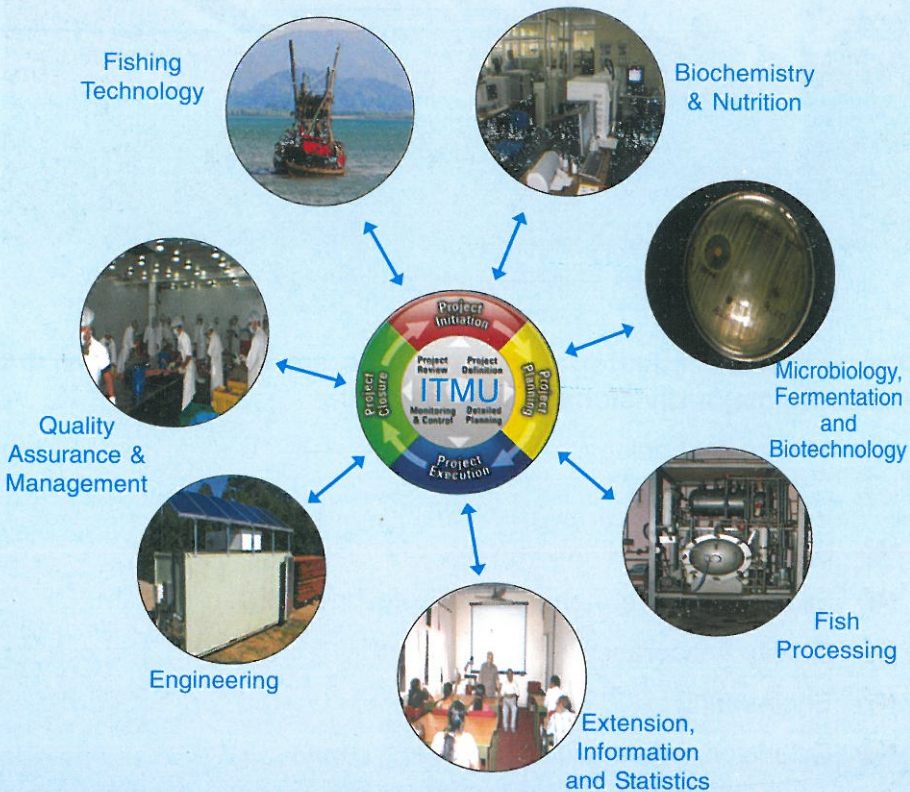 Fishing
Technology
Biochemistry
& Nutrition
Microbiology,
Fermentation
and
Biotechnology
Fish
Processing
Extension,
Information
and Statistics
Engineering
Quality
Assurance &
Management
Project
Initiation
Project
Planning
Project
Execution
Project
Closure
Project
Review
Project
Definition
ITMU
Monitoring
& Control
Detailed
Planning